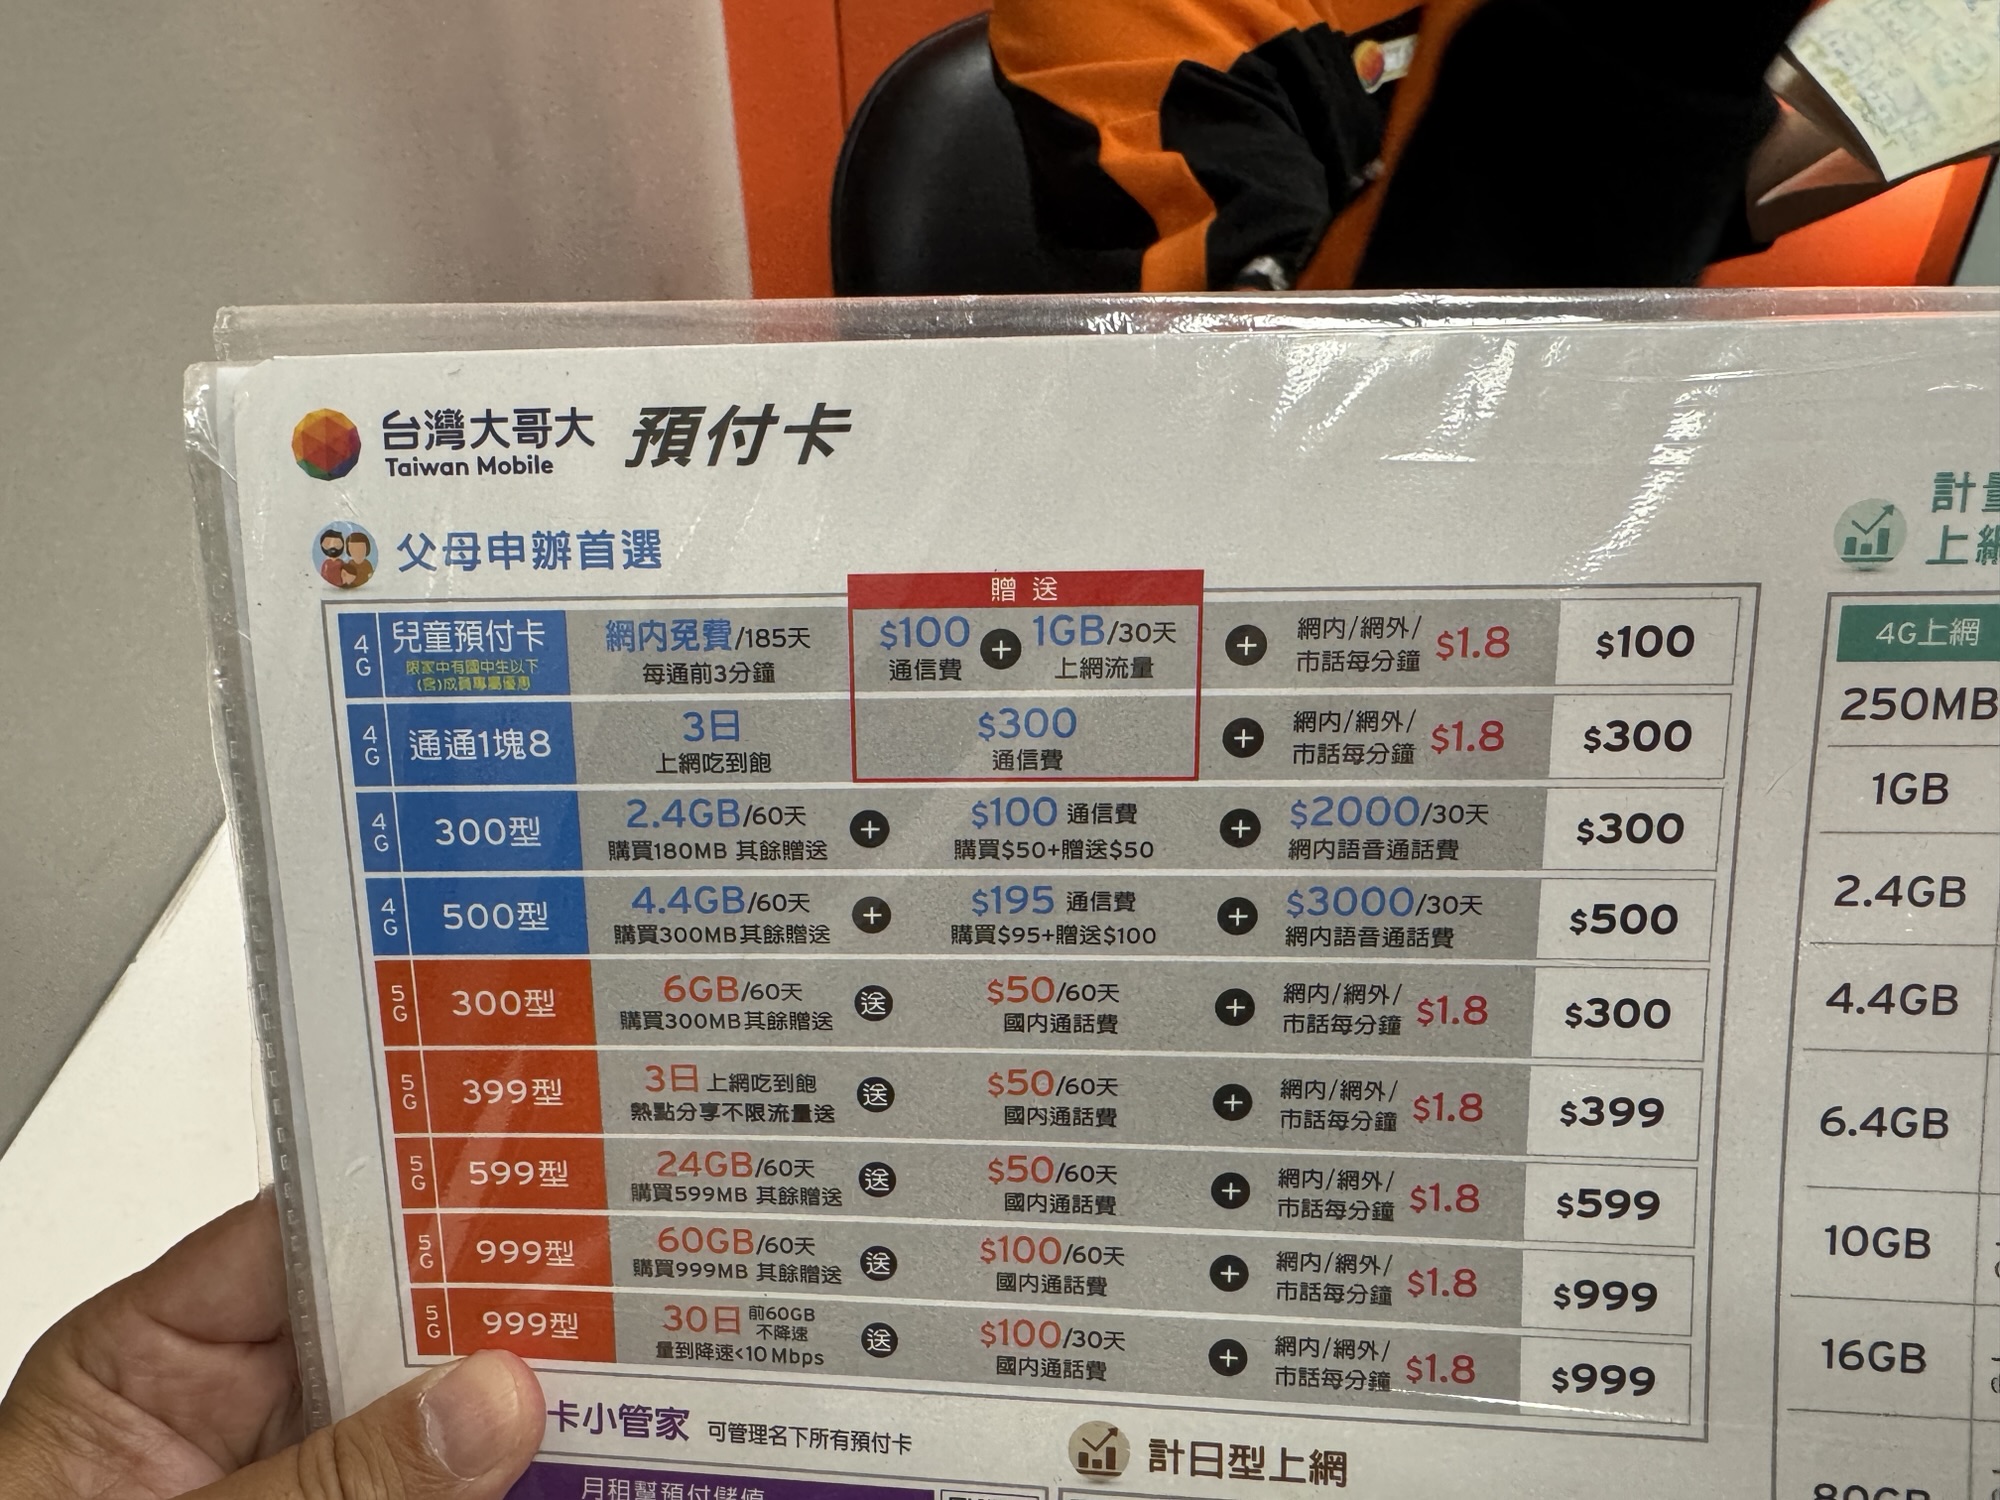 台灣大哥大
Taiwan Mobile
預付卡
父母申辦首選
贈送
4G 兒童預付卡
限家中有國中生以下
(含)成員專屬優惠
網內免費/185天
每通前3分鐘
$100 + 1GB/30天
通信費 上網流量
+
網內/網外/
市話每分鐘 $1.8
$100
4G 通通1塊8
3日
上網吃到飽
$300
通信費
+
網內/網外/
市話每分鐘 $1.8
$300
4G 300型
2.4GB/60天
購買180MB 其餘贈送
+
$100 通信費
購買$50+贈送$50
+
$2000/30天
網內語音通話費
$300
4G 500型
4.4GB/60天
購買300MB其餘贈送
+
$195 通信費
購買$95+贈送$100
+
$3000/30天
網內語音通話費
$500
5G 300型
6GB/60天
購買300MB其餘贈送
送
$50/60天
國內通話費
+
網內/網外/
市話每分鐘 $1.8
$300
5G 399型
3日上網吃到飽
熱點分享不限流量送
送
$50/60天
國內通話費
+
網內/網外/
市話每分鐘 $1.8
$399
5G 599型
24GB/60天
購買599MB 其餘贈送
送
$50/60天
國內通話費
+
網內/網外/
市話每分鐘 $1.8
$599
5G 999型
60GB/60天
購買999MB 其餘贈送
送
$100/60天
國內通話費
+
網內/網外/
市話每分鐘 $1.8
$999
5G 999型
30日 前60GB
不降速
量到降速<10Mbps
送
$100/30天
國內通話費
+
網內/網外/
市話每分鐘 $1.8
$999
卡小管家 可管理名下所有預付卡
月租幫預付儲值
計日型上網
計量
上網
4G上網
250MB
1GB
2.4GB
4.4GB
6.4GB
10GB
16GB
80GB